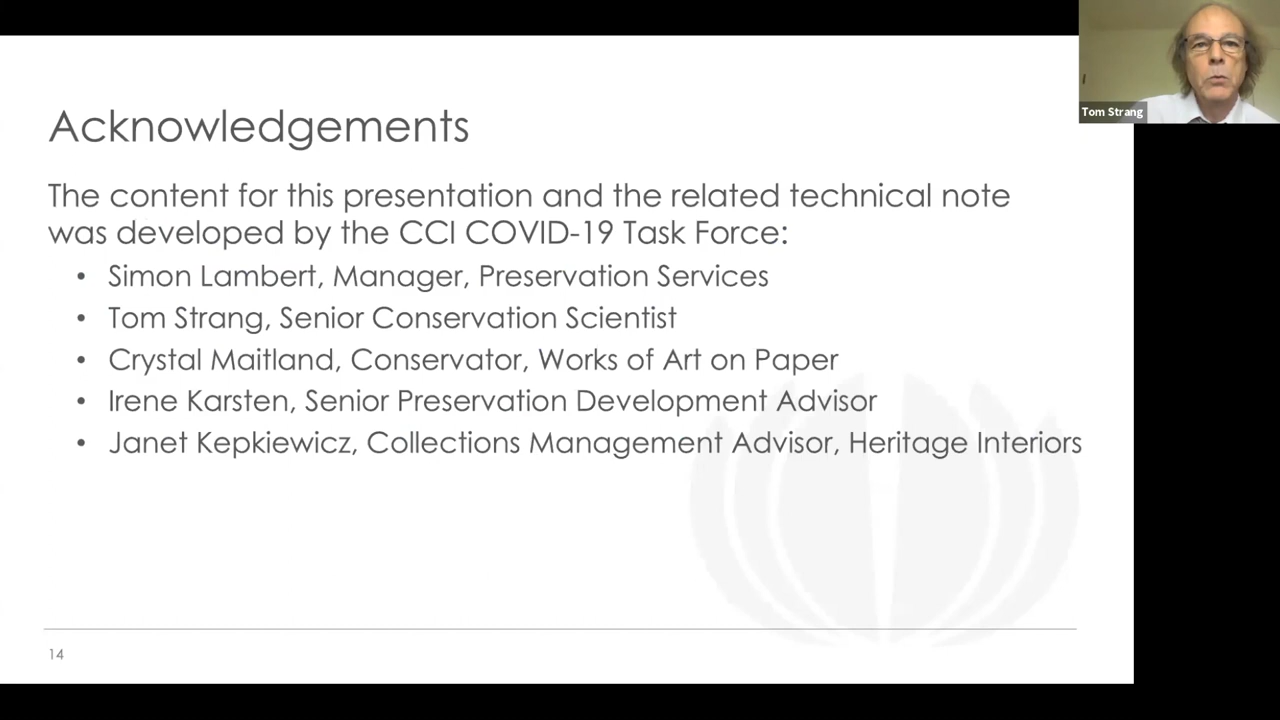 Acknowledgements
The content for this presentation and the related technical note
was developed by the CCI COVID-19 Task Force:
• Simon Lambert, Manager, Preservation Services
• Tom Strang, Senior Conservation Scientist
• Crystal Maitland, Conservator, Works of Art on Paper
• Irene Karsten, Senior Preservation Development Advisor
• Janet Kepkiewicz, Collections Management Advisor, Heritage Interiors
14
Tom Strang